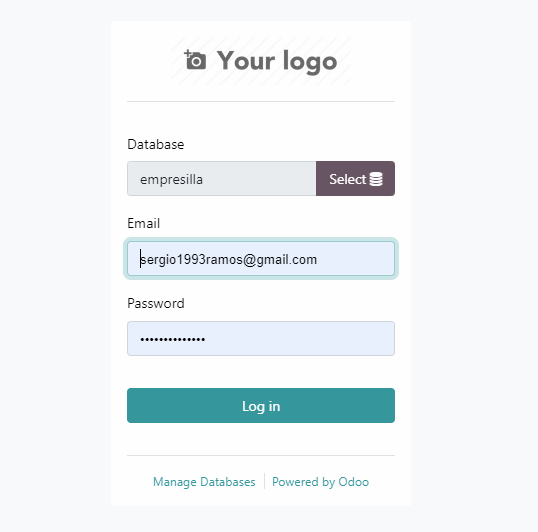 Your logo
Database
empresilla
Select
Email
sergio1993ramos@gmail.com
Password
••••••••••••••
Log in
Manage Databases
Powered by Odoo